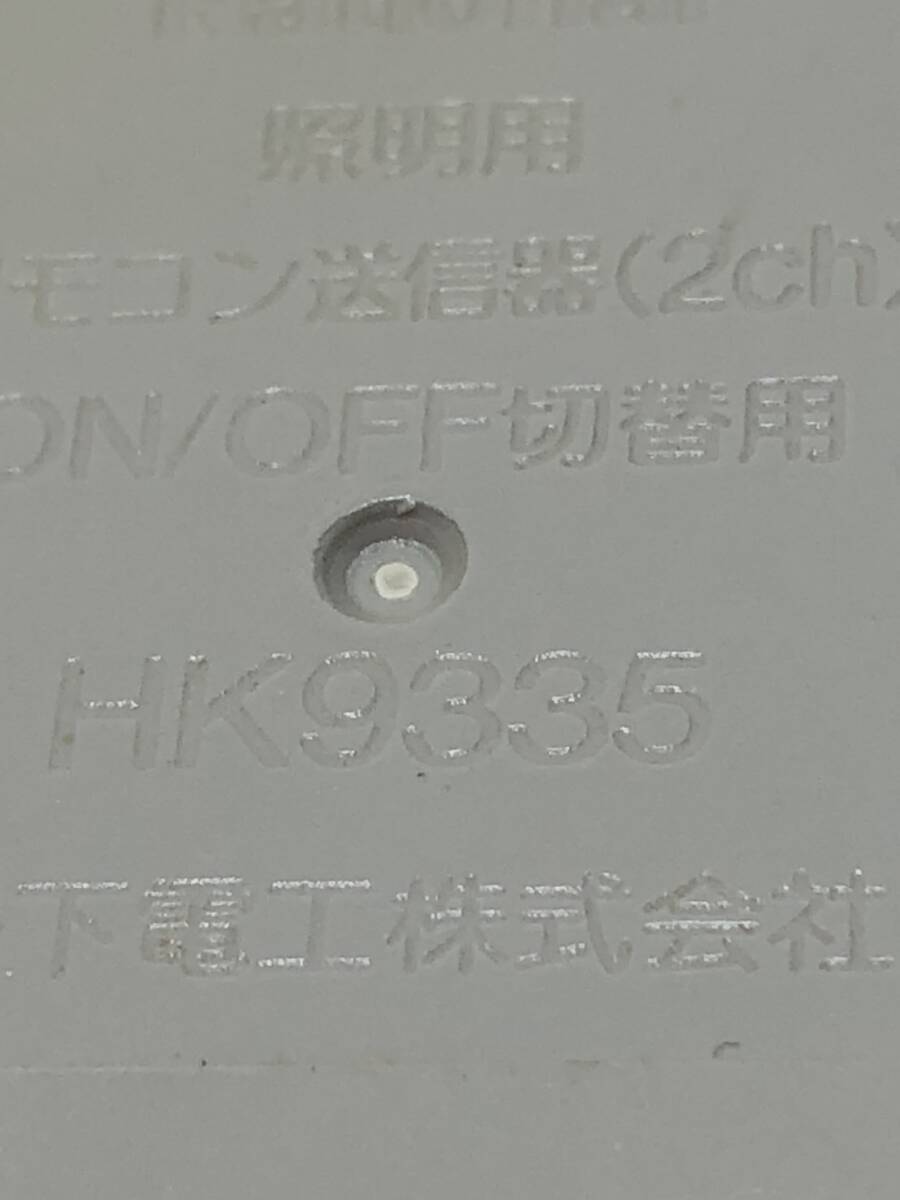 照明用
モコン送信器(2ch)
ON/OFF切替用
HK9335
下電工株式会社